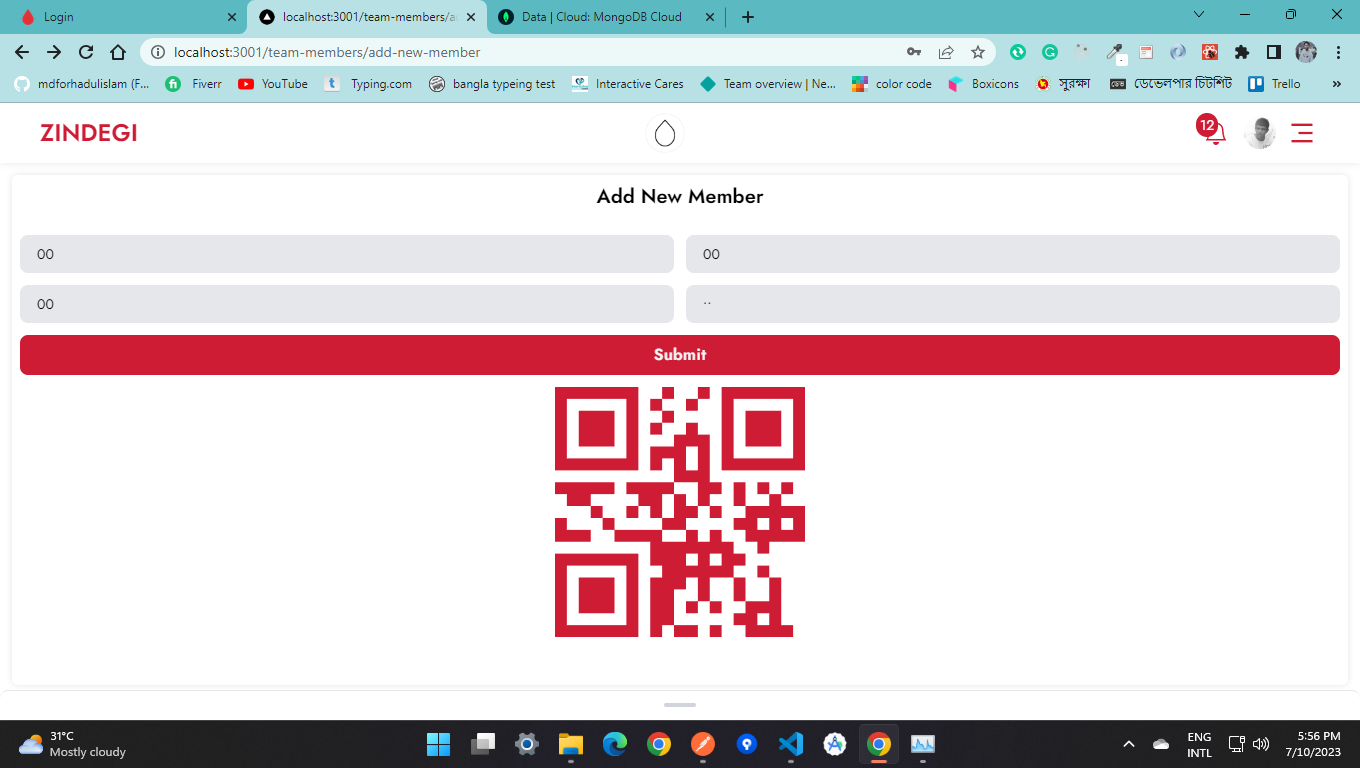 Login
localhost:3001/team-members/a
Data | Cloud: MongoDB Cloud
localhost:3001/team-members/add-new-member
mdforhadulislam (F...
Fiverr
YouTube
Typing.com
bangla typeing test
Interactive Cares
Team overview | Ne...
color code
Boxicons
সুরক্ষা
ডেভেলপার চিটশিট
Trello
ZINDEGI
12
Add New Member
00
00
00
··
Submit
31°C
Mostly cloudy
ENG
INTL
5:56 PM
7/10/2023